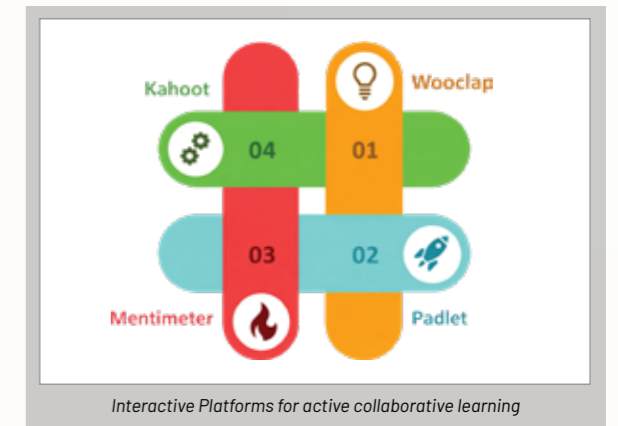 Kahoot
Wooclap
04
01
03
02
Mentimeter
Padlet
Interactive Platforms for active collaborative learning